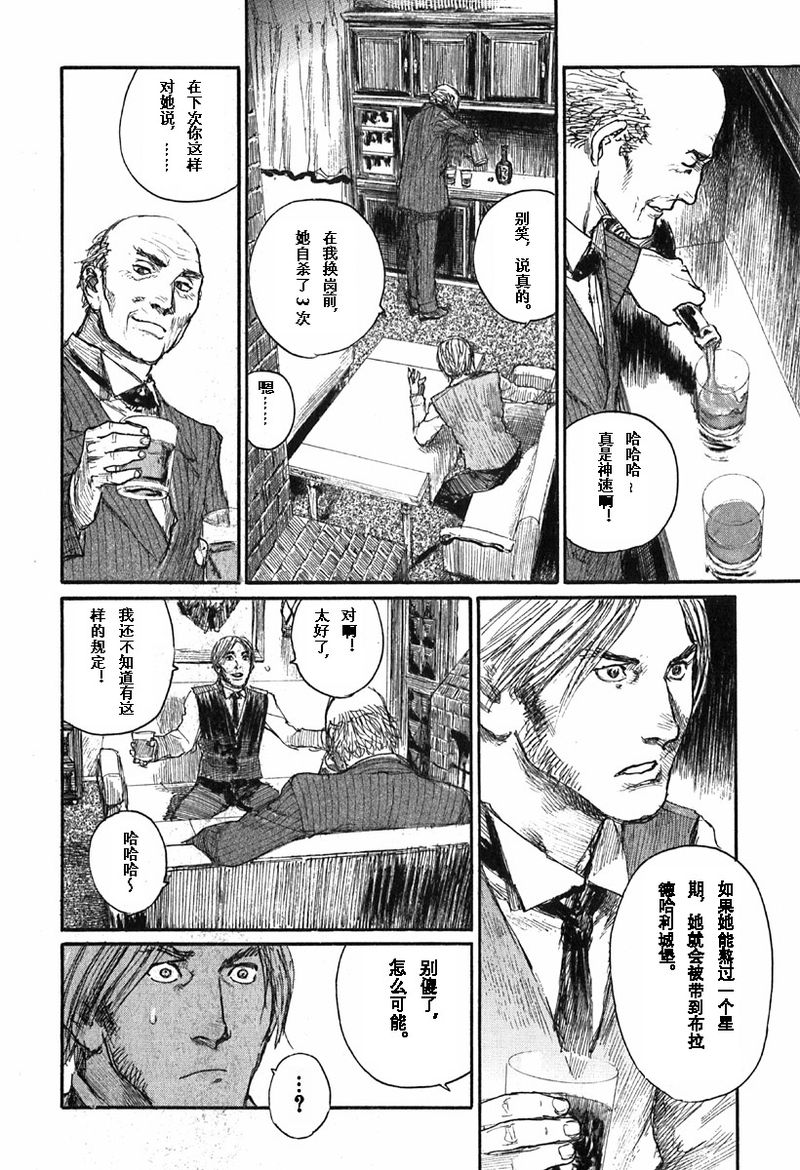 哈哈哈~
真是神速啊！
别笑，说真的。
在我换岗前，
她自杀了3次
嗯……
在下次你这样
对她说，……
如果她能熬过一个星
期，她就会被带到布拉
德哈利城堡。
对啊！
太好了，
我还不知道有这
样的规定！
哈哈哈~
别傻了，
怎么可能。
…？